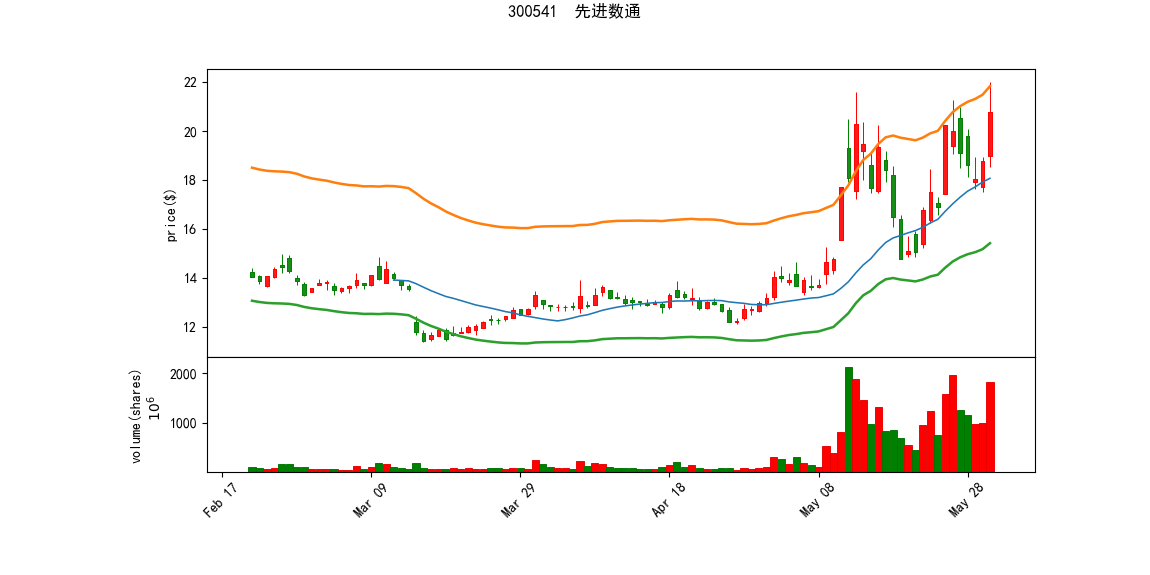 300541 先进数通
22
20
18
16
14
12
price($)
2000
1000
volume(shares)
10^6
Feb 17
Mar 09
Mar 29
Apr 18
May 08
May 28